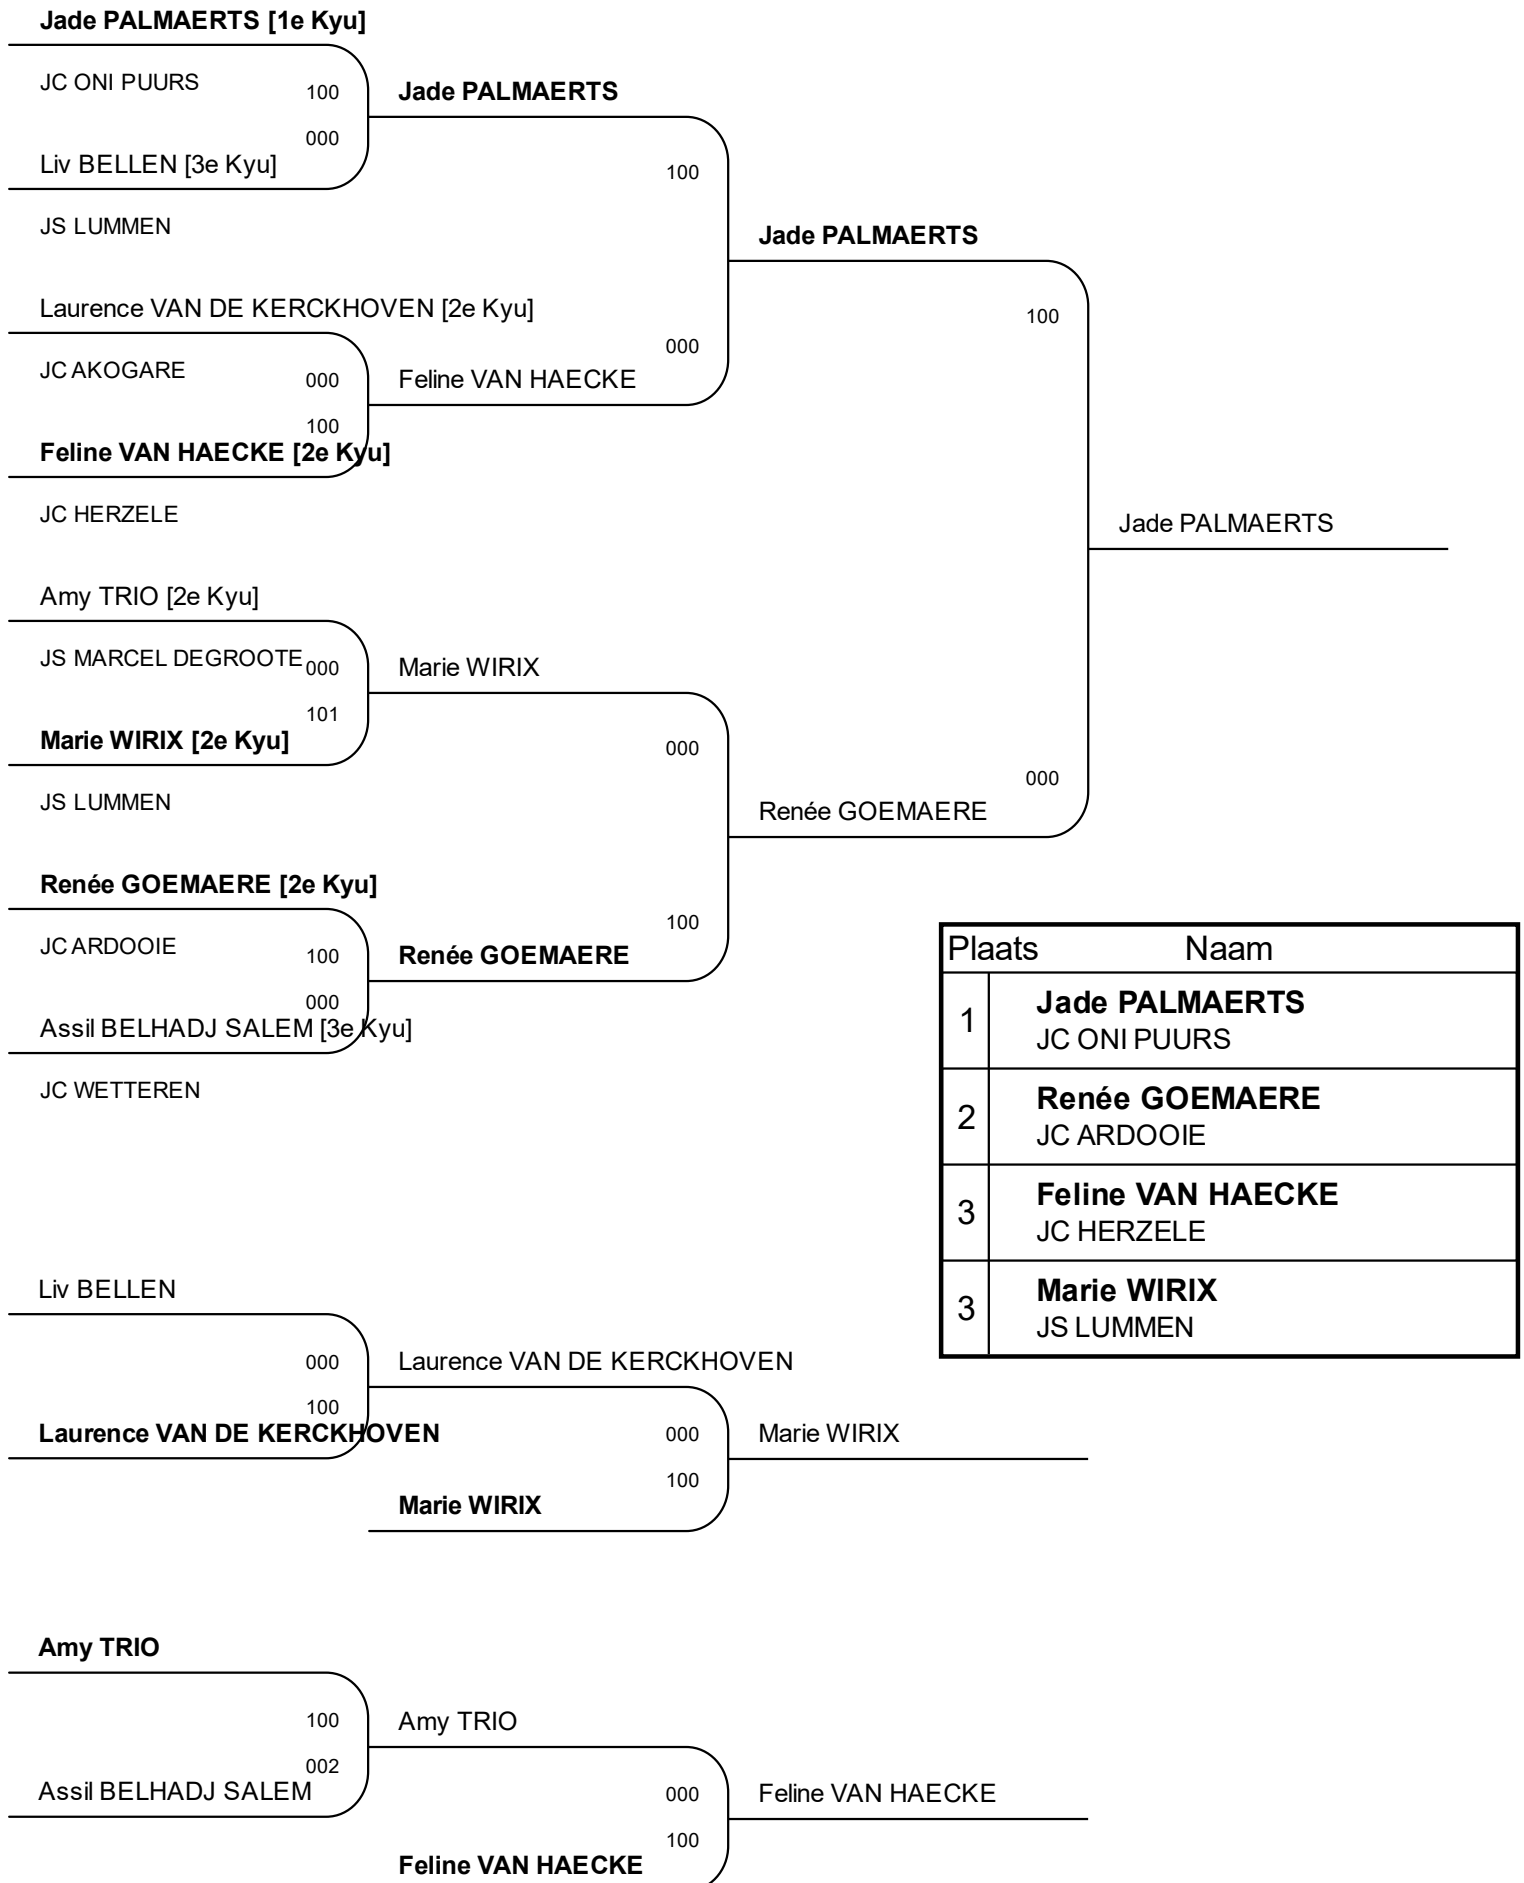 Jade PALMAERTS [1e Kyu]
JC ONI PUURS
100
Jade PALMAERTS
000
Liv BELLEN [3e Kyu]
100
JS LUMMEN
Jade PALMAERTS
Laurence VAN DE KERCKHOVEN [2e Kyu]
100
000
JC AKOGARE
000
Feline VAN HAECKE
100
Feline VAN HAECKE [2e Kyu]
JC HERZELE
Jade PALMAERTS
Amy TRIO [2e Kyu]
JS MARCEL DEGROOTE
000
Marie WIRIX
101
Marie WIRIX [2e Kyu]
000
000
JS LUMMEN
Renée GOEMAERE
Renée GOEMAERE [2e Kyu]
100
JC ARDOOIE
100
Renée GOEMAERE
000
Assil BELHADJ SALEM [3e Kyu]
JC WETTEREN
Plaats Naam
1 Jade PALMAERTS
JC ONI PUURS
2 Renée GOEMAERE
JC ARDOOIE
3 Feline VAN HAECKE
JC HERZELE
3 Marie WIRIX
JS LUMMEN
Liv BELLEN
000
Laurence VAN DE KERCKHOVEN
100
Laurence VAN DE KERCKHOVEN
000
Marie WIRIX
100
Marie WIRIX
Amy TRIO
100
Amy TRIO
002
Assil BELHADJ SALEM
000
Feline VAN HAECKE
100
Feline VAN HAECKE